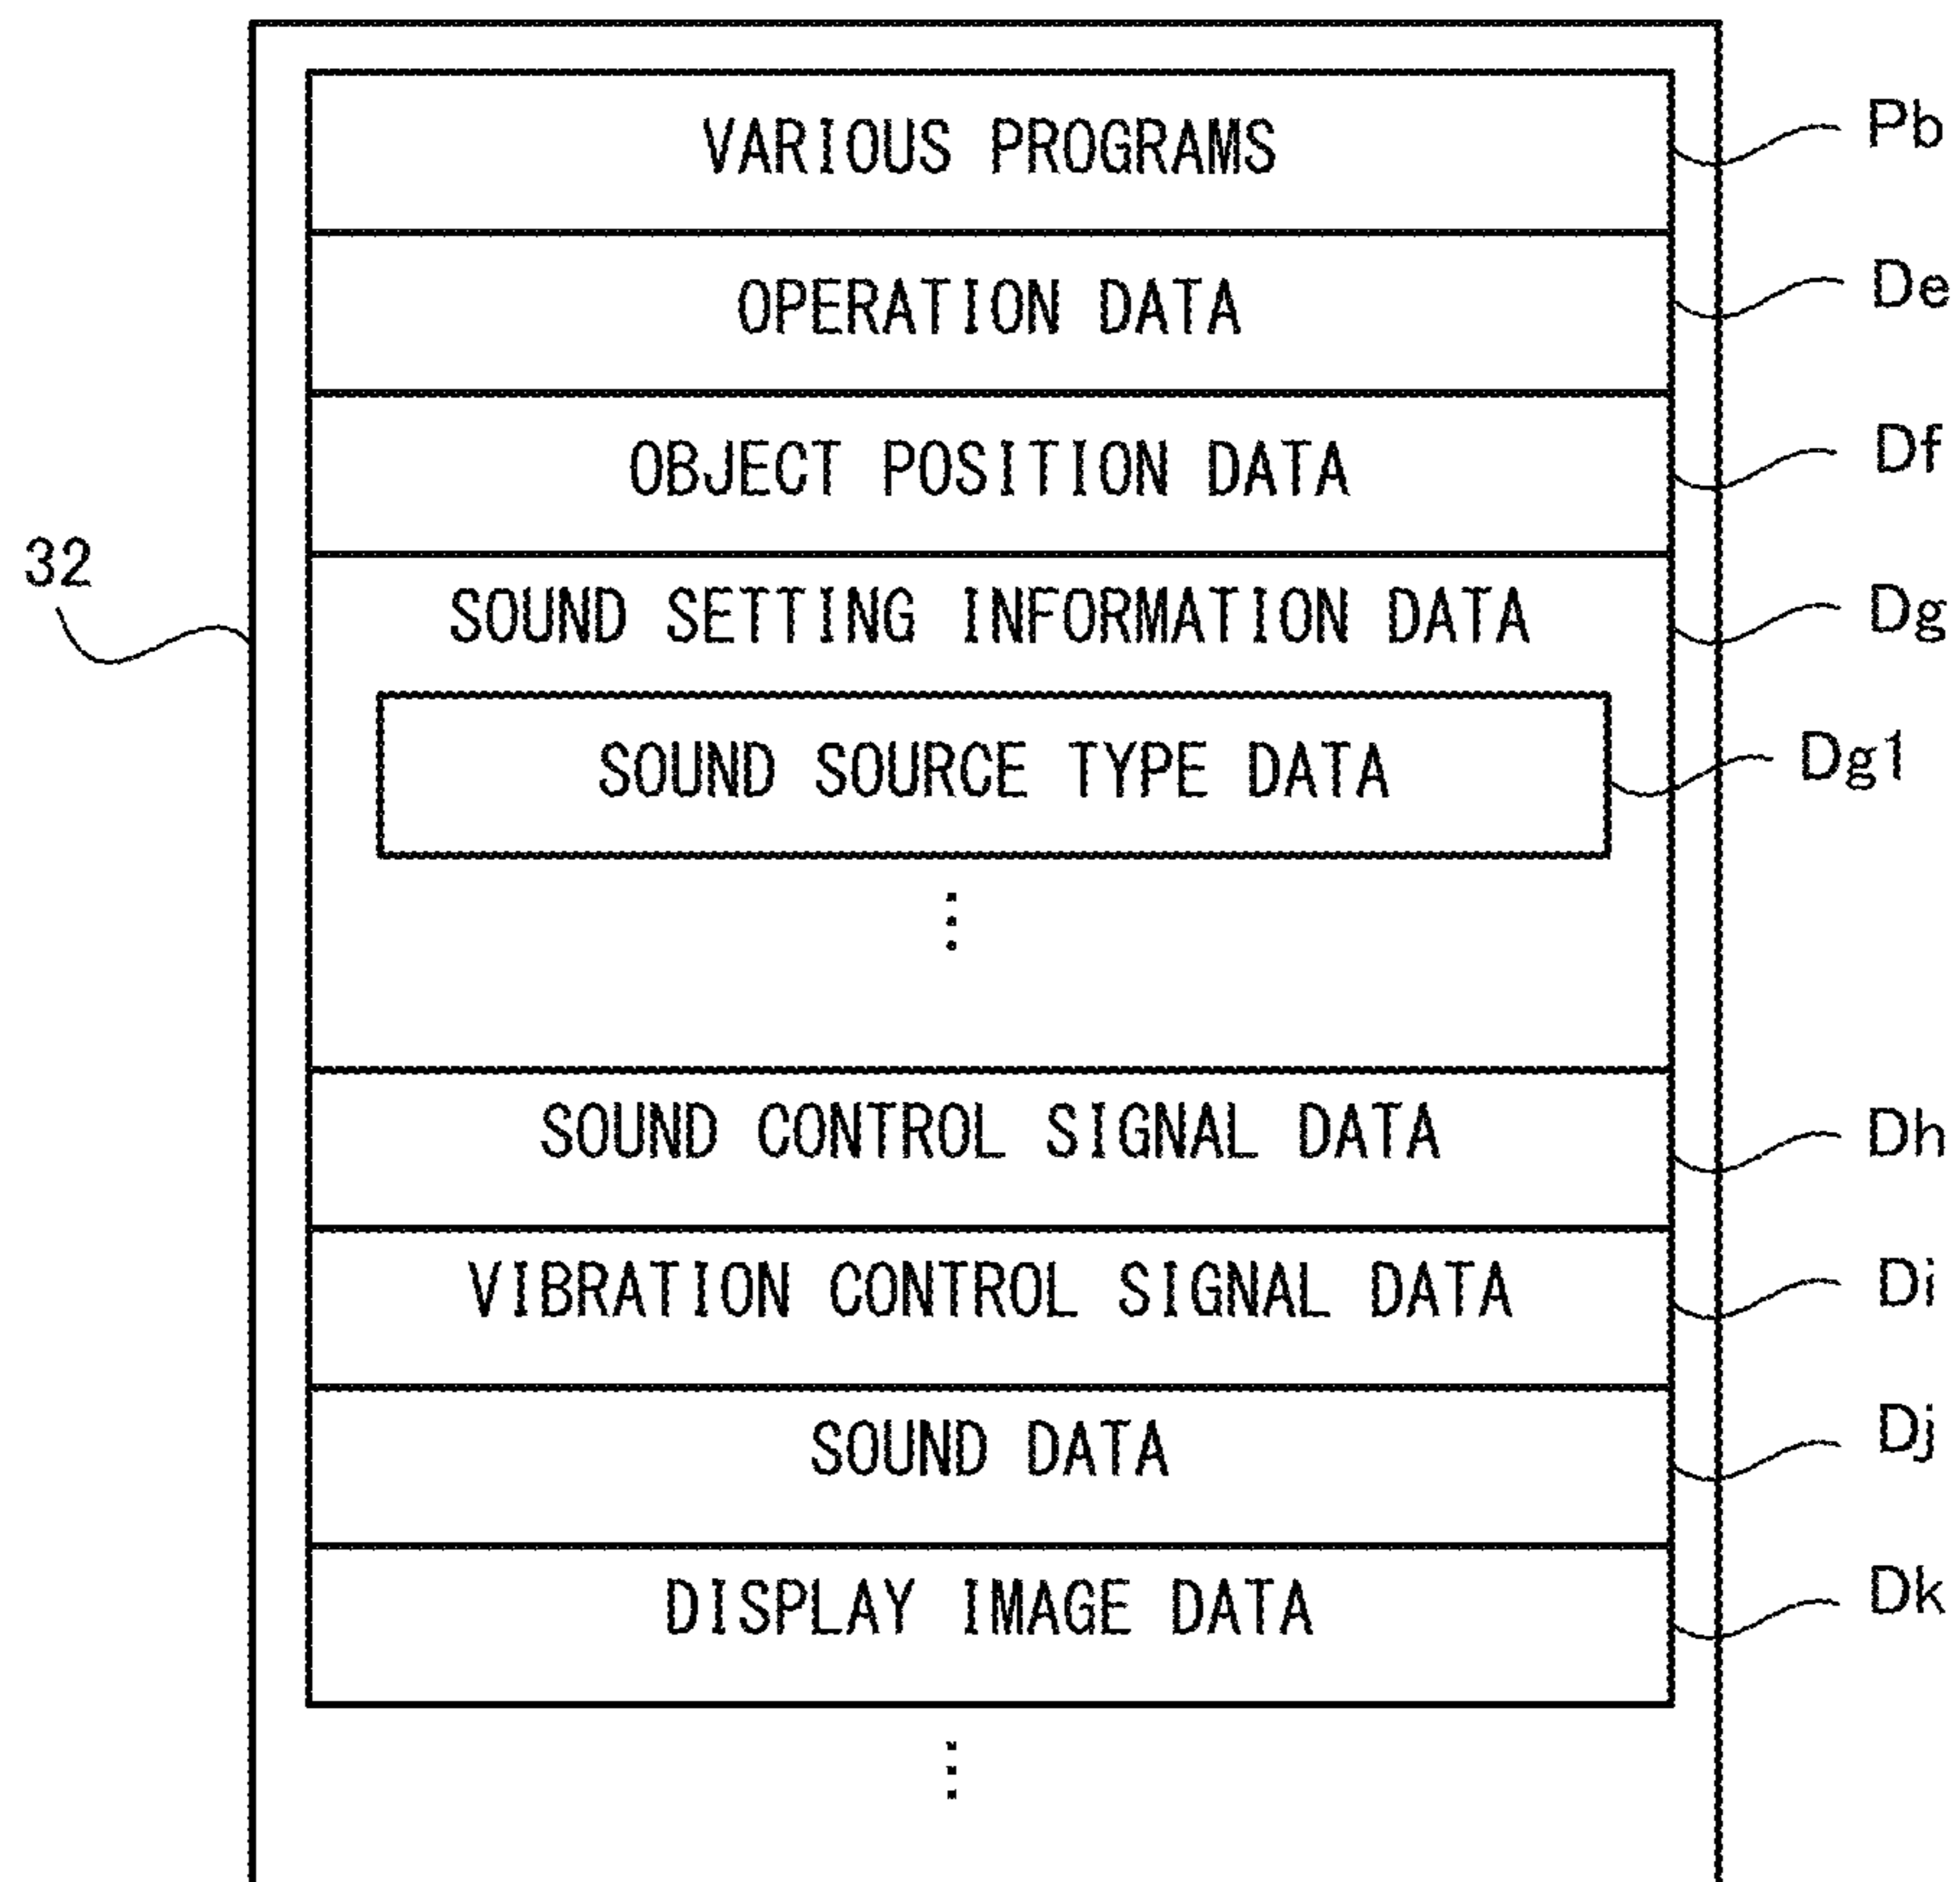 VARIOUS PROGRAMS Pb
OPERATION DATA De
OBJECT POSITION DATA Df
32
SOUND SETTING INFORMATION DATA Dg
SOUND SOURCE TYPE DATA Dg1
SOUND CONTROL SIGNAL DATA Dh
VIBRATION CONTROL SIGNAL DATA Di
SOUND DATA Dj
DISPLAY IMAGE DATA Dk